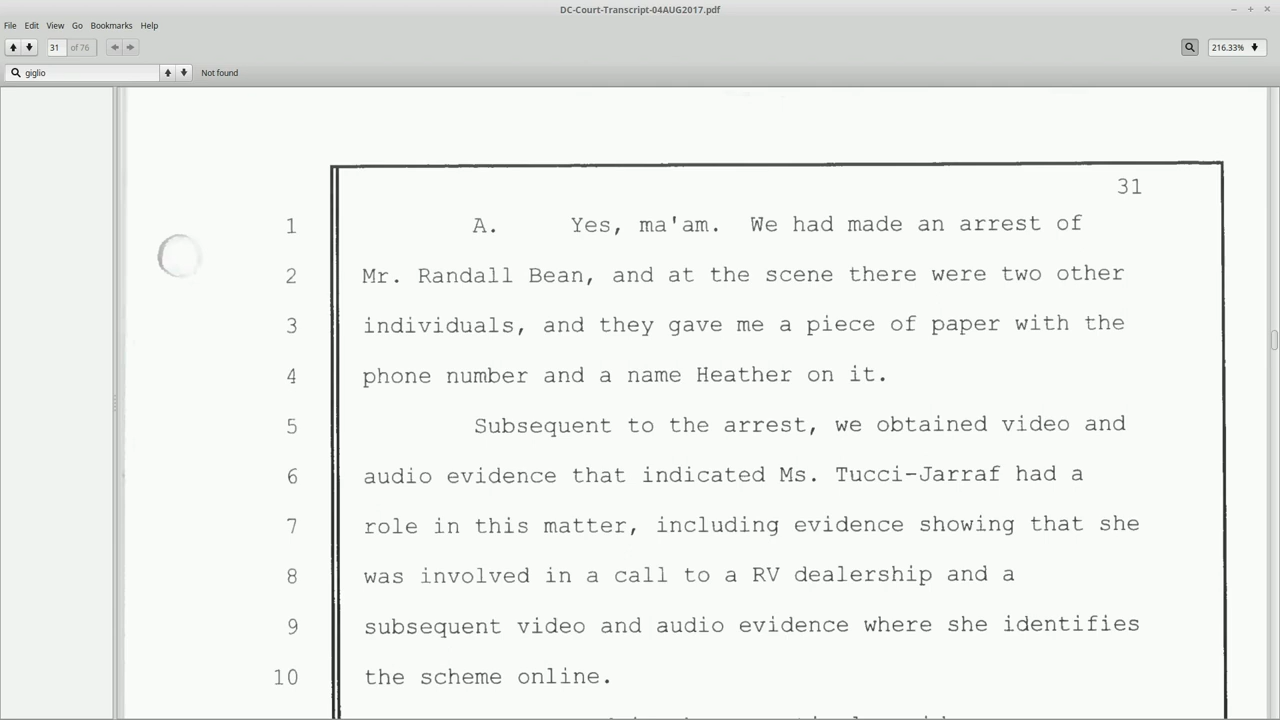 DC-Court-Transcript-04AUG2017.pdf
File Edit View Go Bookmarks Help
31 of 76
216.33%
giglio
Not found
31
1 A. Yes, ma'am. We had made an arrest of
2 Mr. Randall Bean, and at the scene there were two other
3 individuals, and they gave me a piece of paper with the
4 phone number and a name Heather on it.
5 Subsequent to the arrest, we obtained video and
6 audio evidence that indicated Ms. Tucci-Jarraf had a
7 role in this matter, including evidence showing that she
8 was involved in a call to a RV dealership and a
9 subsequent video and audio evidence where she identifies
10 the scheme online.